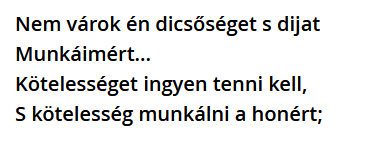 Nem várok én dicsőséget s dijat
Munkáimért...
Kötelességet ingyen tenni kell,
S kötelesség munkálni a honért;